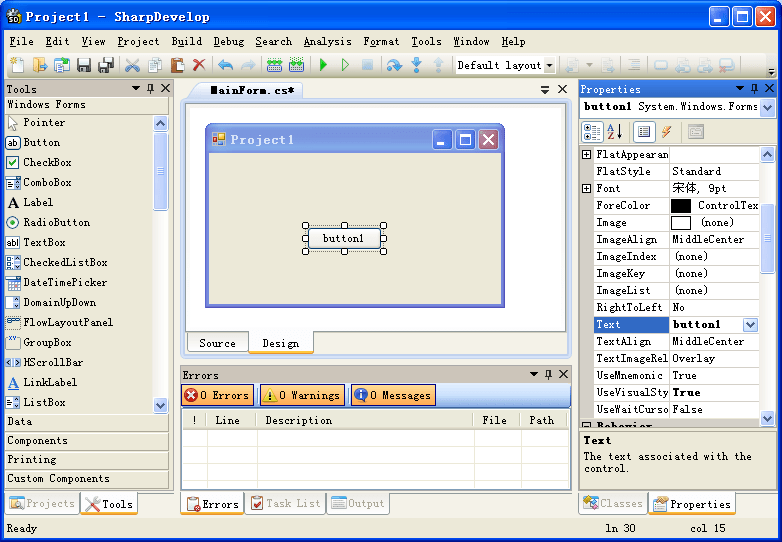 Project1 - SharpDevelop
File Edit View Project Build Debug Search Analysis Format Tools Window Help
Default layout
Tools
Windows Forms
Pointer
Button
CheckBox
ComboBox
Label
RadioButton
TextBox
CheckedListBox
DateTimePicker
DomainUpDown
FlowLayoutPanel
GroupBox
HScrollBar
LinkLabel
ListBox
Data
Components
Printing
Custom Components
Projects Tools
MainForm.cs*
Project1
button1
Source Design
Errors
0 Errors 0 Warnings 0 Messages
! Line Description File Path
Errors Task List Output
Properties
button1 System.Windows.Forms
FlatAppearan
FlatStyle Standard
Font 宋体, 9pt
ForeColor ControlTex
Image (none)
ImageAlign MiddleCenter
ImageIndex (none)
ImageKey (none)
ImageList (none)
RightToLeft No
Text button1
TextAlign MiddleCenter
TextImageRel Overlay
UseMnemonic True
UseVisualSty True
UseWaitCurso False
Behavior
Text
The text associated with the
control.
Classes Properties
Ready ln 30 col 15